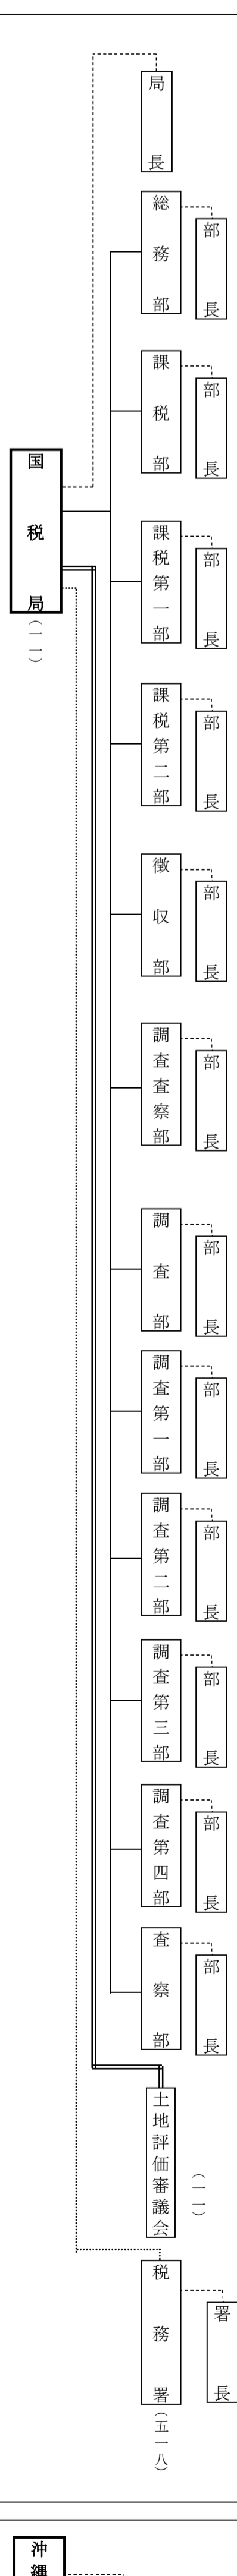 国税局
(一一)
局長
総務部
部長
課税部
部長
課税第一部
部長
課税第二部
部長
徴収部
部長
調査査察部
部長
調査部
部長
調査第一部
部長
調査第二部
部長
調査第三部
部長
調査第四部
部長
査察部
部長
土地評価審議会
(一一)
税務署
(五一八)
署長
沖縄